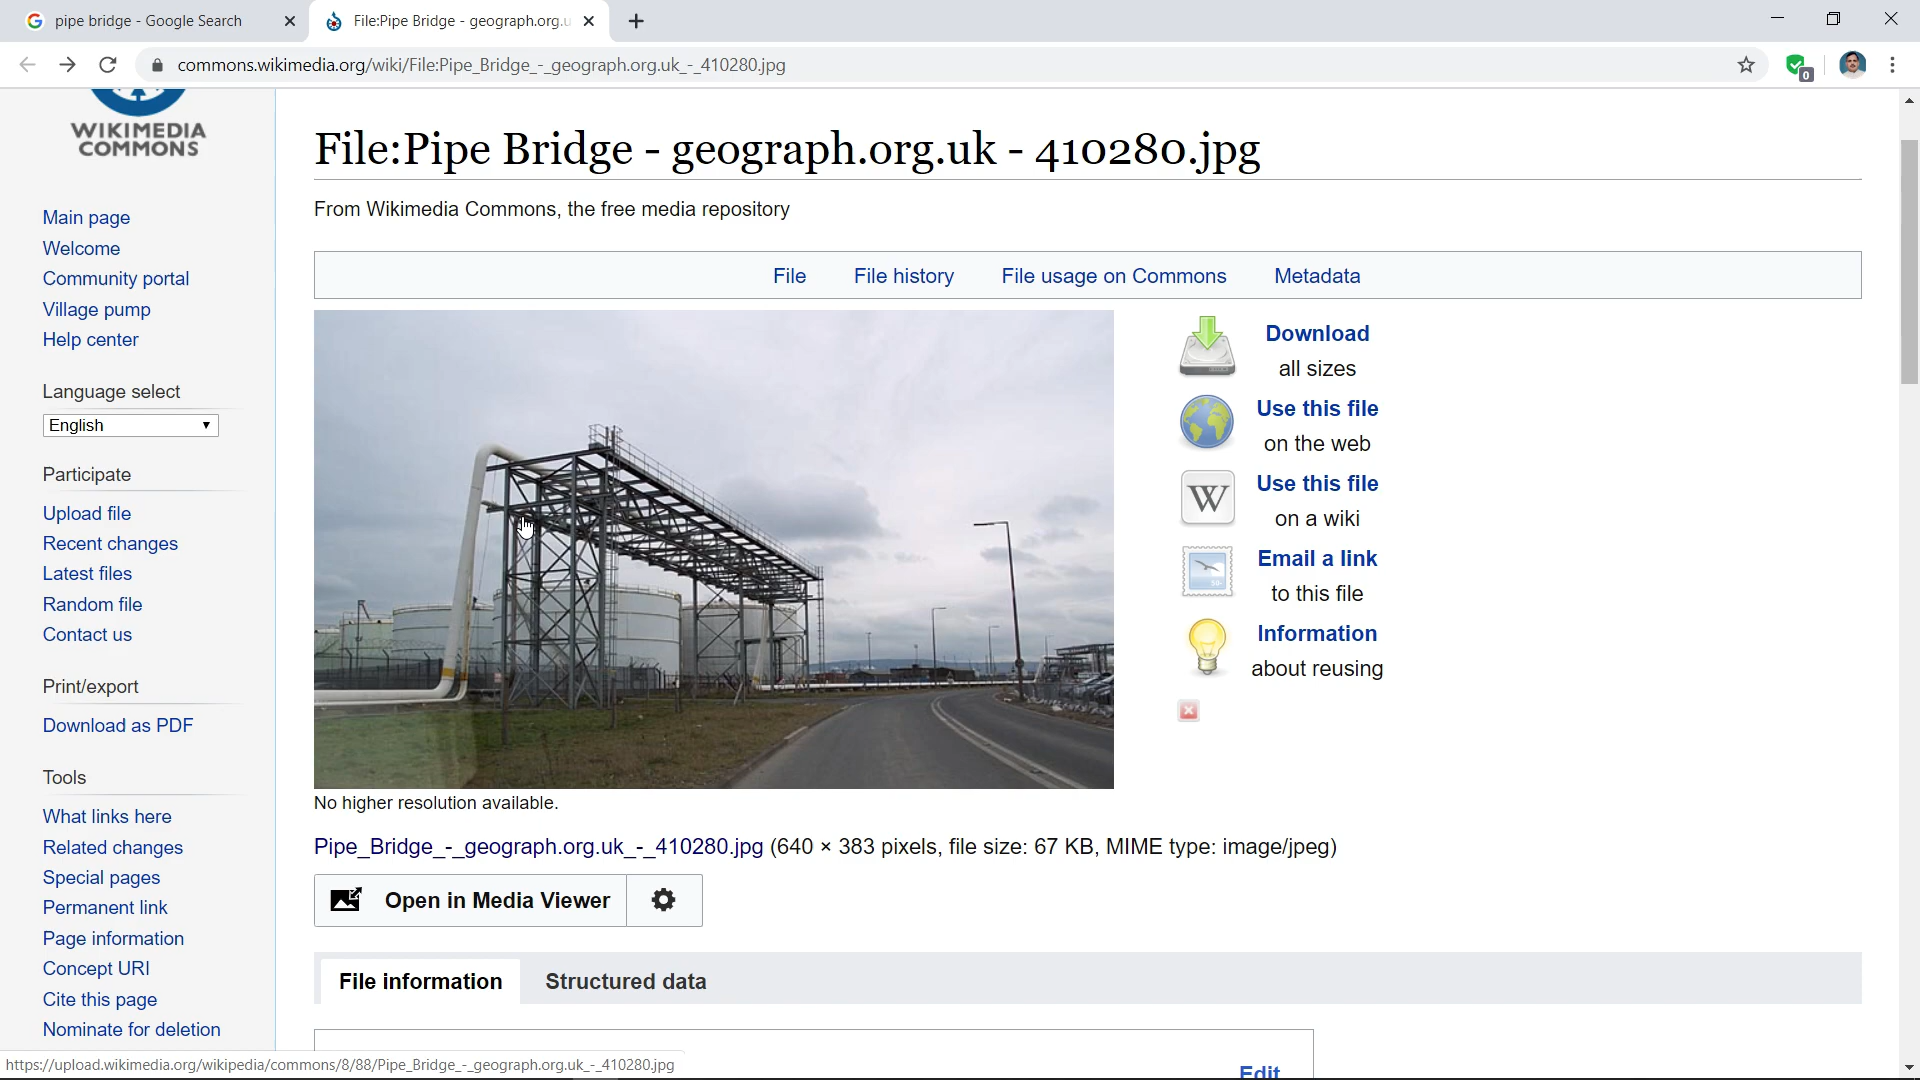 pipe bridge - Google Search
File:Pipe Bridge - geograph.org.u
commons.wikimedia.org/wiki/File:Pipe_Bridge_-_geograph.org.uk_-_410280.jpg
0
WIKIMEDIA
COMMONS
Main page
Welcome
Community portal
Village pump
Help center
Language select
English
Participate
Upload file
Recent changes
Latest files
Random file
Contact us
Print/export
Download as PDF
Tools
What links here
Related changes
Special pages
Permanent link
Page information
Concept URI
Cite this page
Nominate for deletion
File:Pipe Bridge - geograph.org.uk - 410280.jpg
From Wikimedia Commons, the free media repository
File File history File usage on Commons Metadata
Download
all sizes
Use this file
on the web
W
Use this file
on a wiki
Email a link
to this file
Information
about reusing
No higher resolution available.
Pipe_Bridge_-_geograph.org.uk_-_410280.jpg (640 × 383 pixels, file size: 67 KB, MIME type: image/jpeg)
Open in Media Viewer
File information Structured data
Edit
https://upload.wikimedia.org/wikipedia/commons/8/88/Pipe_Bridge_-_geograph.org.uk_-_410280.jpg